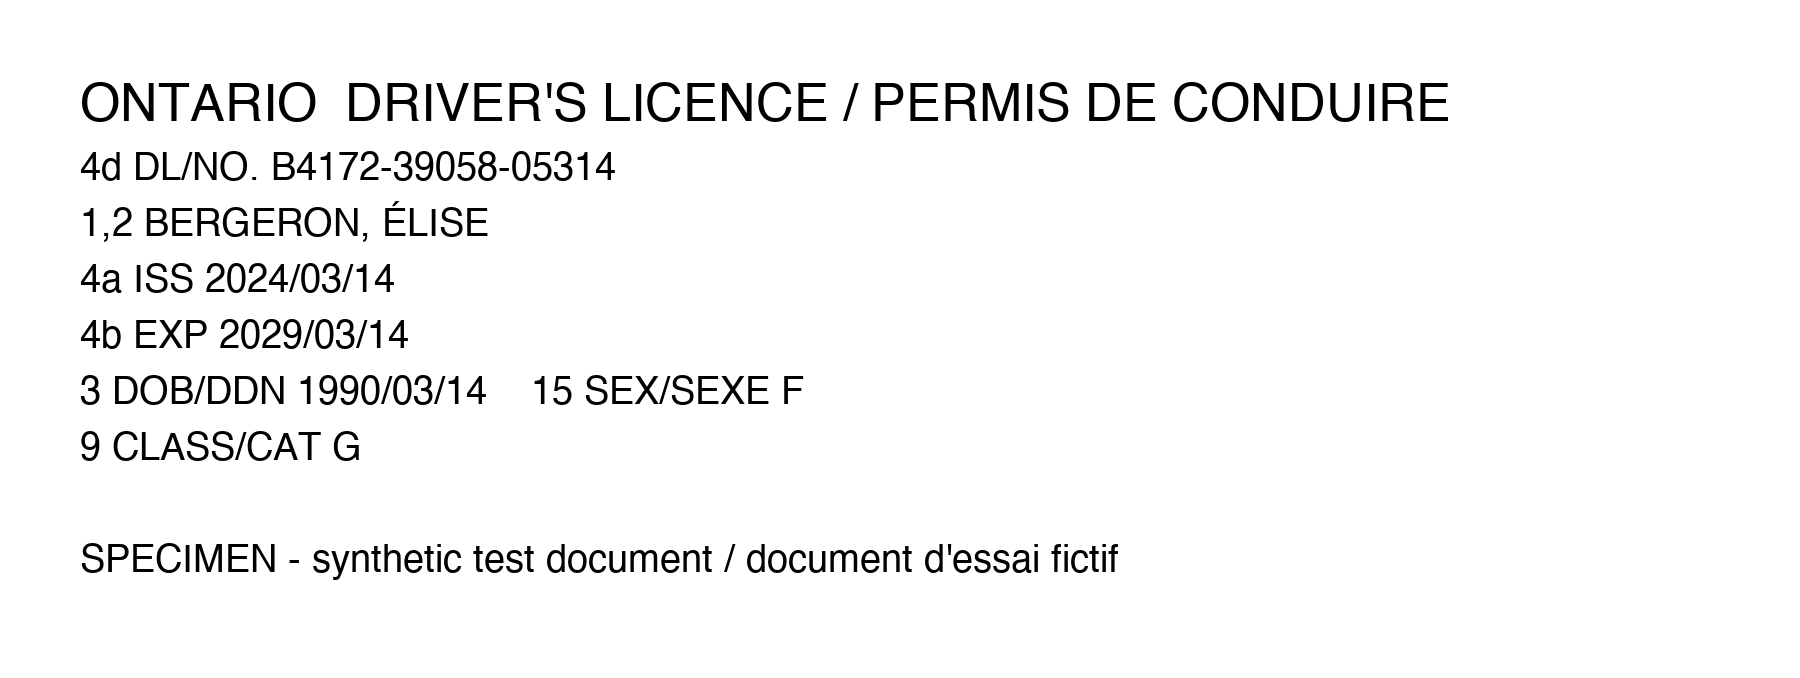 ONTARIO DRIVER'S LICENCE / PERMIS DE CONDUIRE
4d DL/NO. B4172-39058-05314
1,2 BERGERON, ÉLISE
4a ISS 2024/03/14
4b EXP 2029/03/14
3 DOB/DDN 1990/03/14 15 SEX/SEXE F
9 CLASS/CAT G
SPECIMEN - synthetic test document / document d'essai fictif